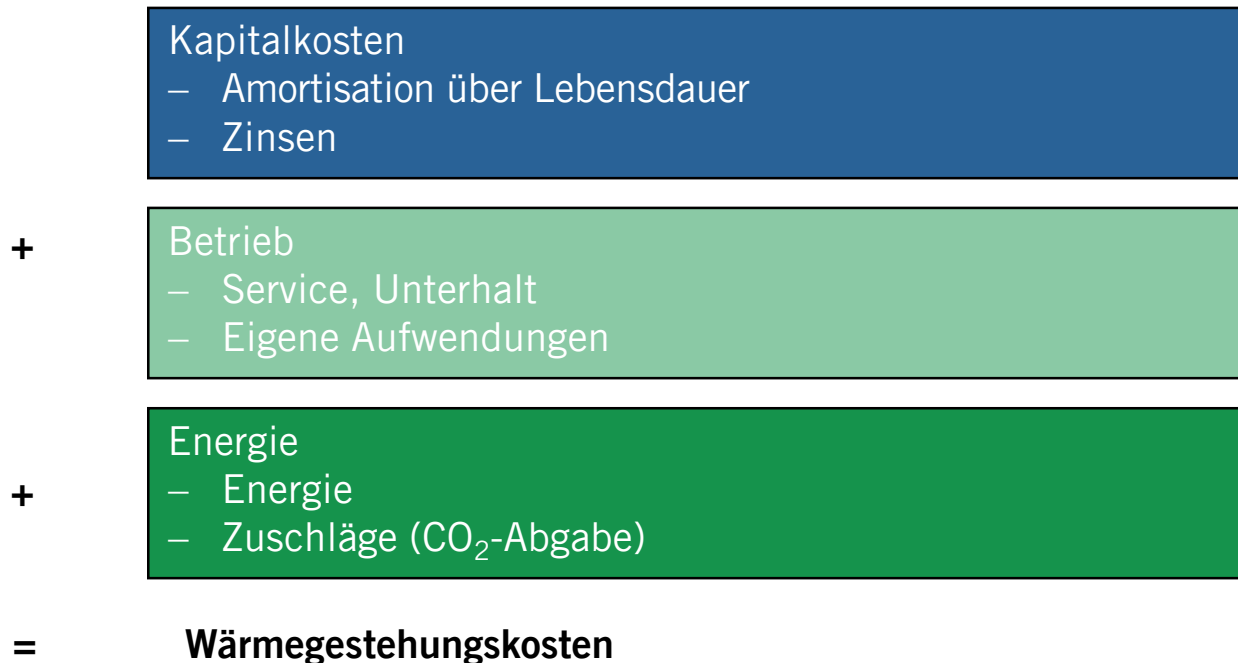 Kapitalkosten
– Amortisation über Lebensdauer
– Zinsen
+ Betrieb
– Service, Unterhalt
– Eigene Aufwendungen
Energie
+ – Energie
– Zuschläge (CO₂-Abgabe)
= Wärmegestehungskosten